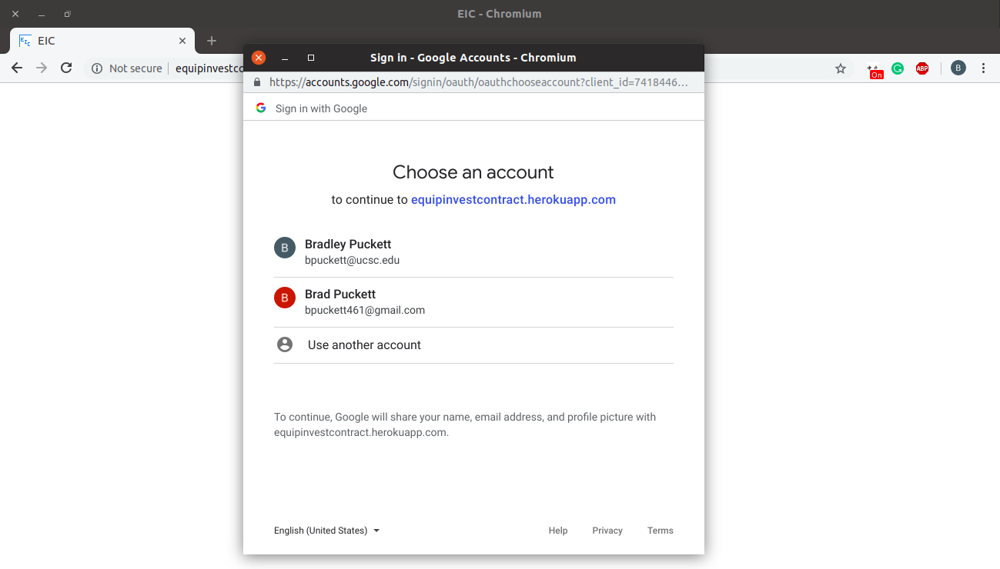 EIC - Chromium
EIC
Not secure
equipinvestco
On
ABP
B
Sign in - Google Accounts - Chromium
https://accounts.google.com/signin/oauth/oauthchooseaccount?client_id=7418446…
Sign in with Google
Choose an account
to continue to equipinvestcontract.herokuapp.com
B
Bradley Puckett
bpuckett@ucsc.edu
B
Brad Puckett
bpuckett461@gmail.com
Use another account
To continue, Google will share your name, email address, and profile picture with
equipinvestcontract.herokuapp.com.
English (United States)
Help
Privacy
Terms